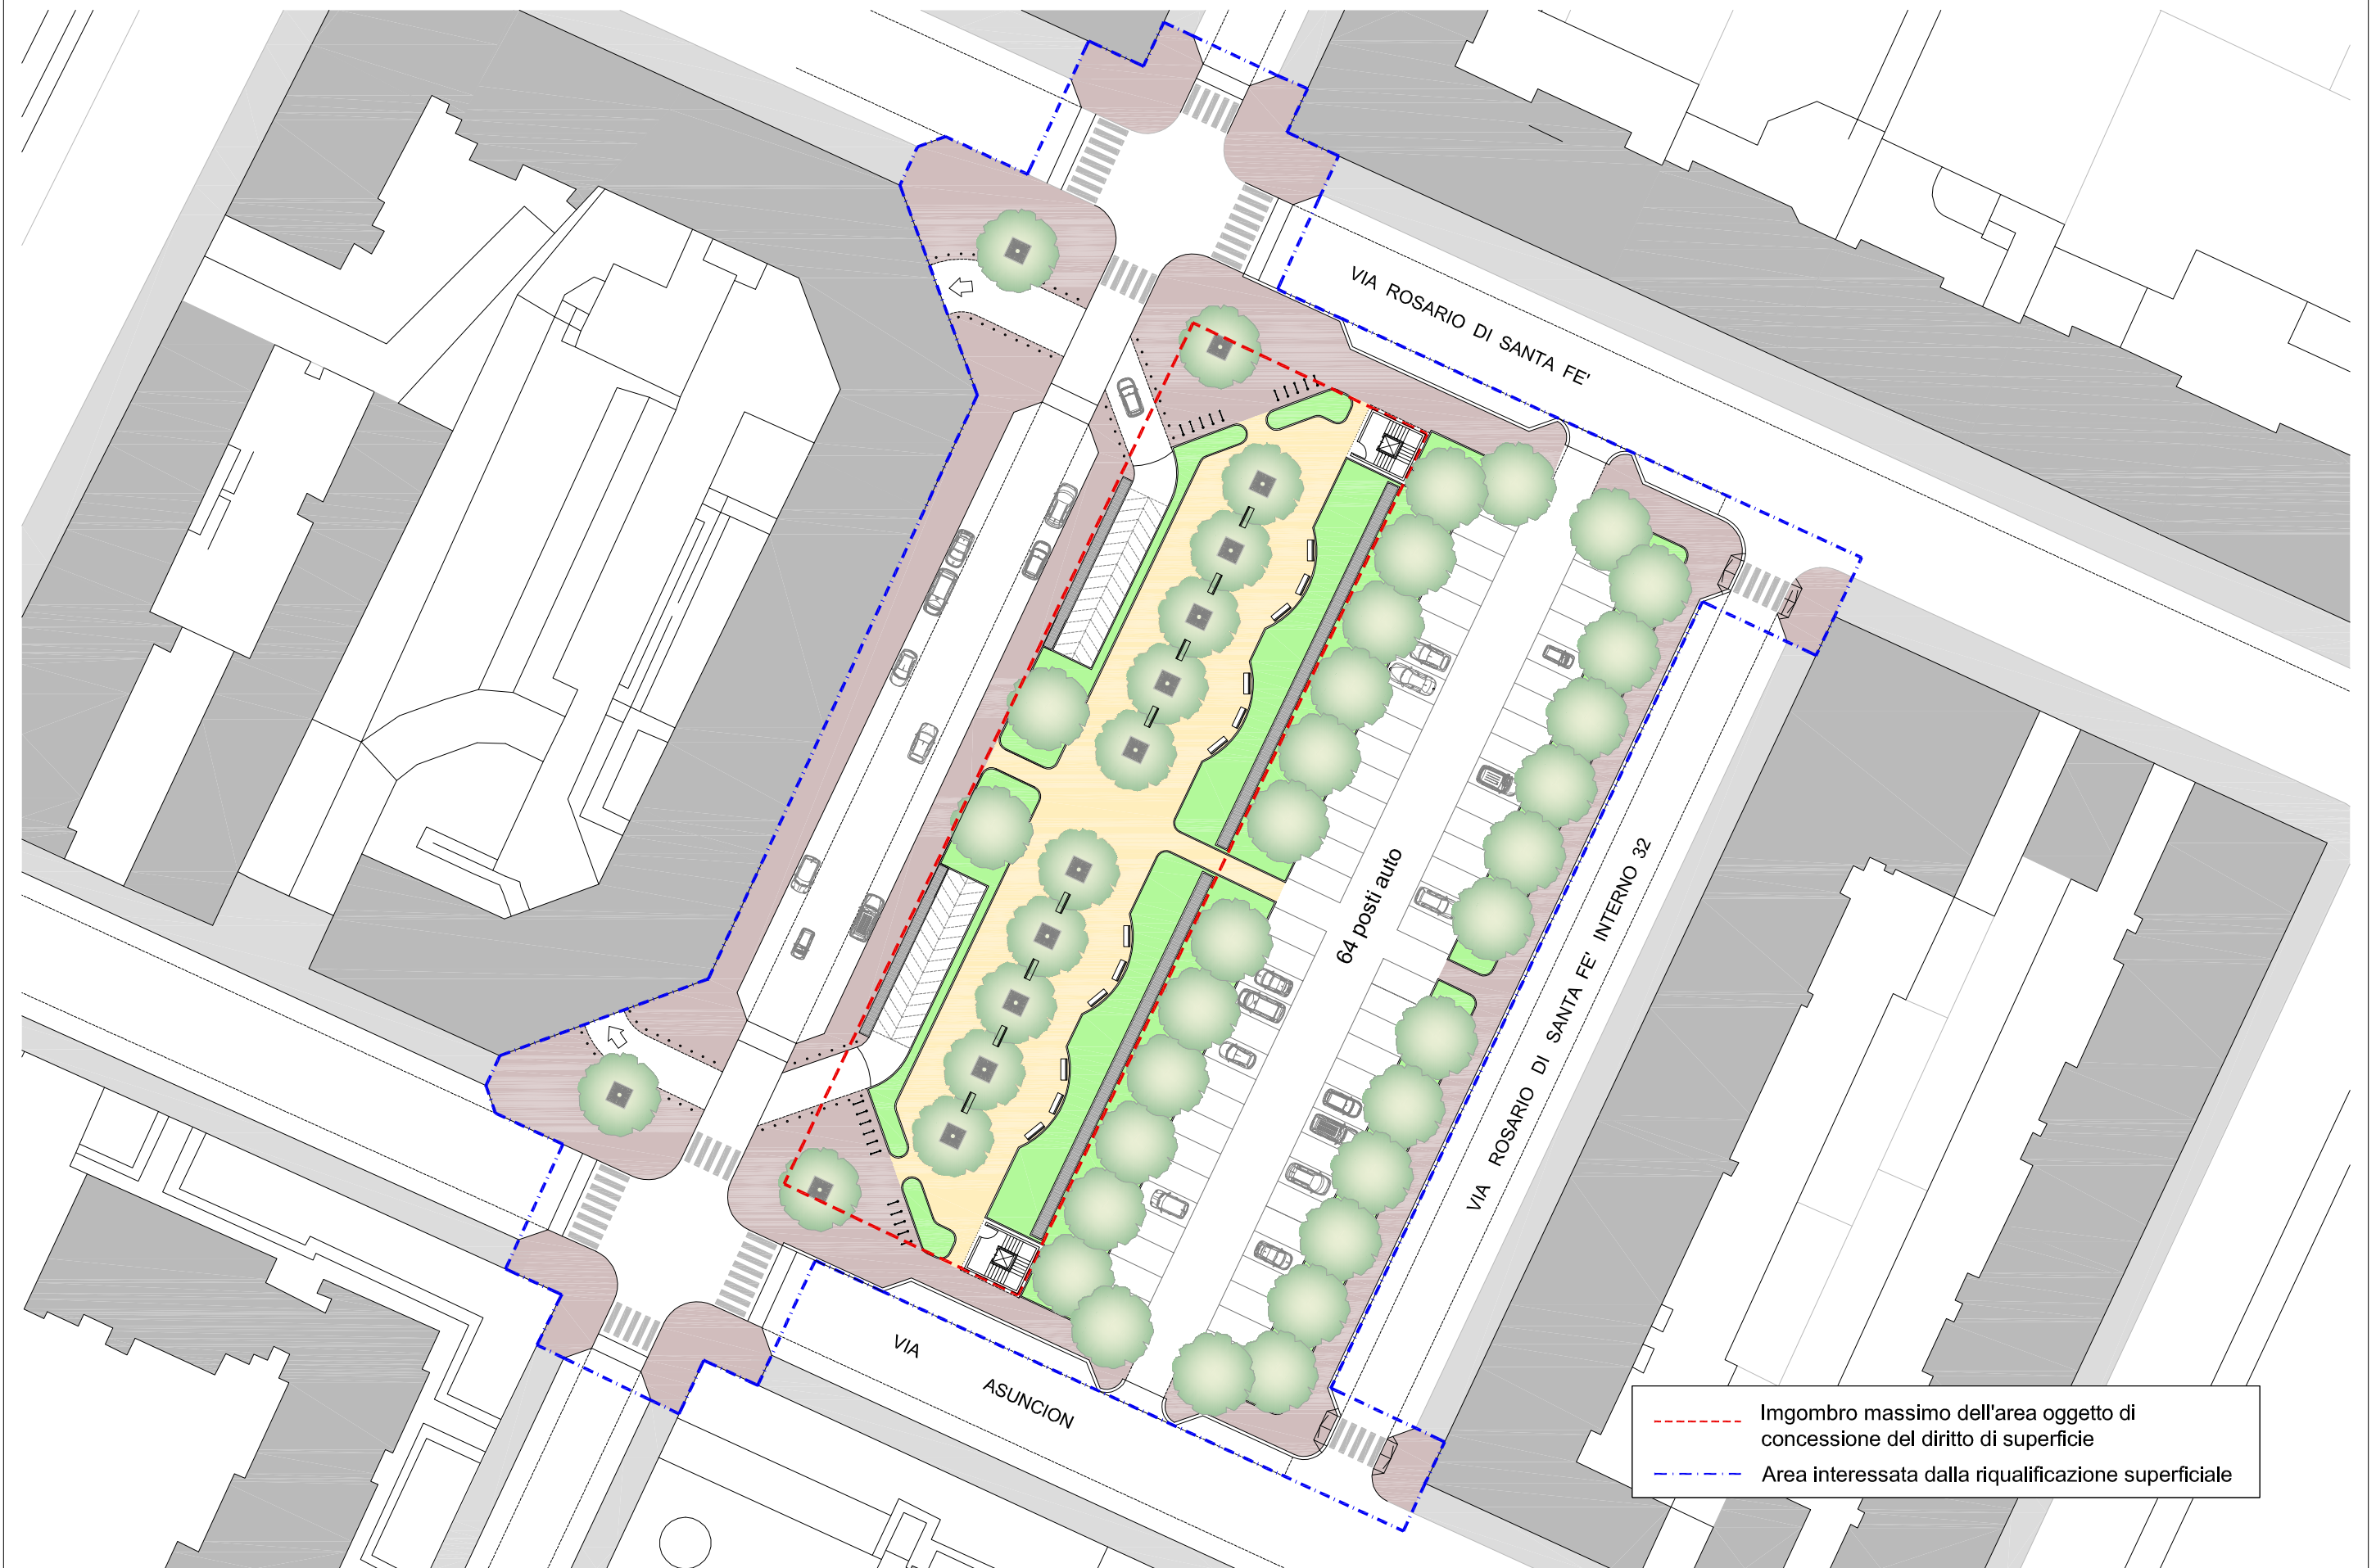 VIA ROSARIO DI SANTA FE'
64 posti auto
VIA ROSARIO DI SANTA FE' INTERNO 32
VIA ASUNCION
Imgombro massimo dell'area oggetto di
concessione del diritto di superficie
Area interessata dalla riqualificazione superficiale